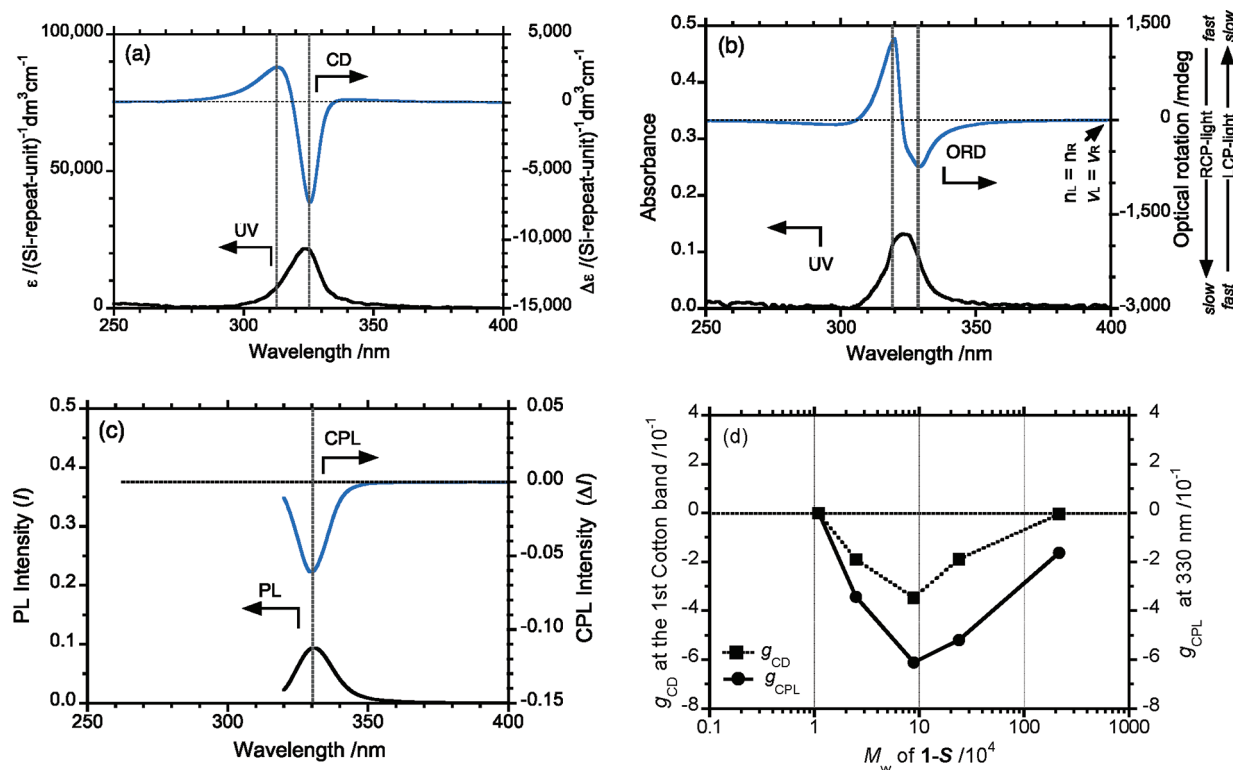 (a)
100,000
50,000
0
ε /(Si-repeat-unit)⁻¹dm³cm⁻¹
5,000
0
-5,000
-10,000
-15,000
Δε/(Si-repeat-unit)⁻¹dm³cm⁻¹
CD
UV
250 300 350 400
Wavelength /nm
(b)
0.5
0.4
0.3
0.2
0.1
0.0
Absorbance
1,500
0
-1,500
-3,000
Optical rotation /mdeg
nL = nR
vL = vR
slow RCP-light fast
fast LCP-light slow
ORD
UV
250 300 350 400
Wavelength /nm
(c)
0.5
0.4
0.3
0.2
0.1
0.0
PL Intensity (I)
0.05
0.00
-0.05
-0.10
-0.15
CPL Intensity (ΔI)
CPL
PL
250 300 350 400
Wavelength /nm
(d)
4
2
0
-2
-4
-6
-8
gCD at the 1st Cotton band /10⁻¹
4
2
0
-2
-4
-6
-8
gCPL at 330 nm /10⁻¹
gCD
gCPL
0.1 1 10 100 1000
Mw of 1-S /10⁴